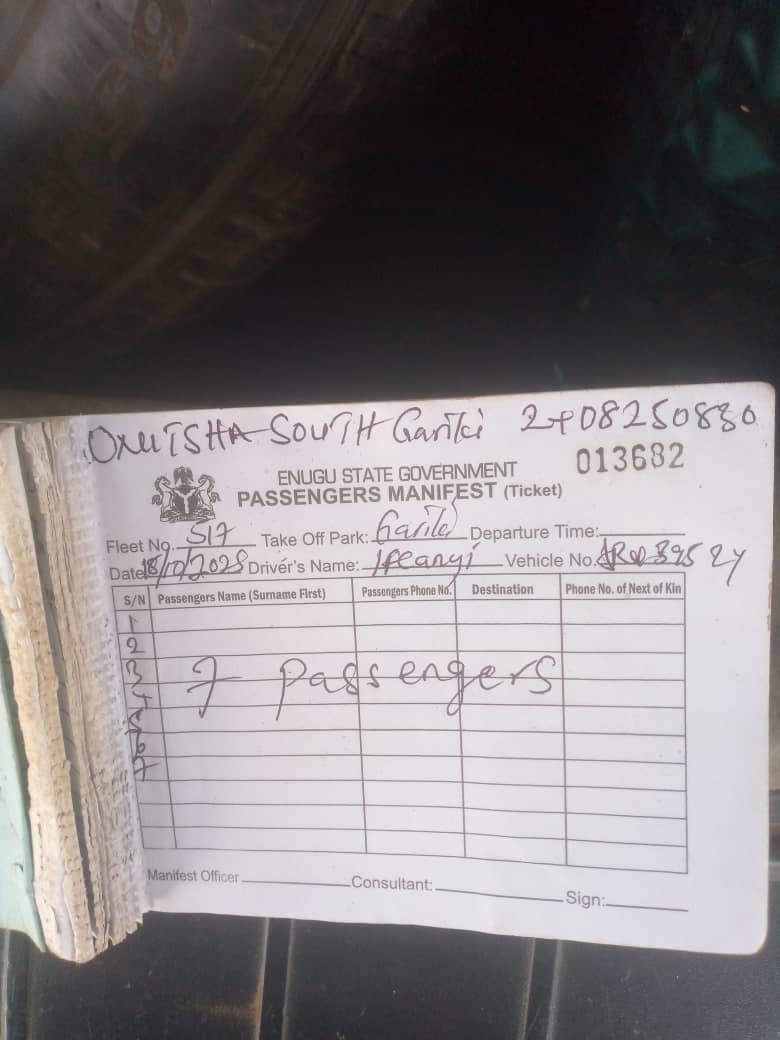 ONITSHA SOUTH Gariki 2408250830
013682
ENUGU STATE GOVERNMENT
PASSENGERS MANIFEST (Ticket)
Fleet No. 517 Take Off Park: Gariki Departure Time:
Date 18/10/2025 Driver's Name: Ifeanyi Vehicle No.
S/N Passengers Name (Surname First) Passengers Phone No. Destination Phone No. of Next of Kin
1
2
3
4
5
6
7
7 passengers
Manifest Officer Consultant: Sign: